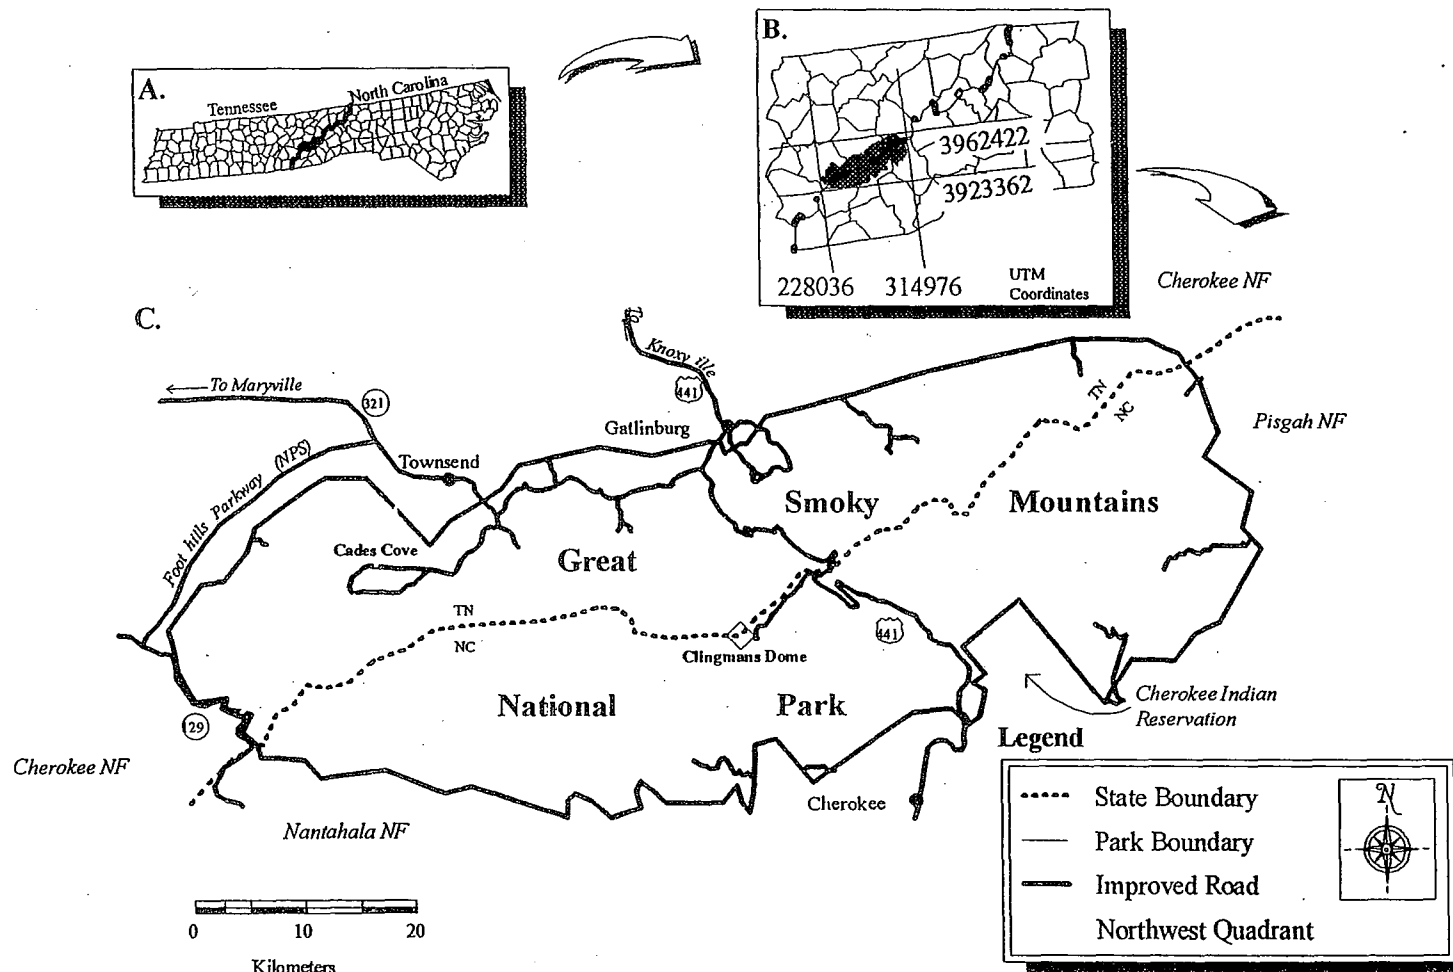 A.
Tennessee
North Carolina
B.
3962422
3923362
228036
314976
UTM
Coordinates
Cherokee NF
C.
Knoxville
To Maryville
441
321
TN
NC
Pisgah NF
Gatlinburg
Foothills Parkway (NPS)
Townsend
Smoky
Mountains
Cades Cove
Great
TN
NC
441
Clingmans Dome
National
Park
Cherokee Indian
Reservation
129
Legend
Cherokee NF
State Boundary
N
Cherokee
Nantahala NF
Park Boundary
Improved Road
Northwest Quadrant
0
10
20
Kilometers